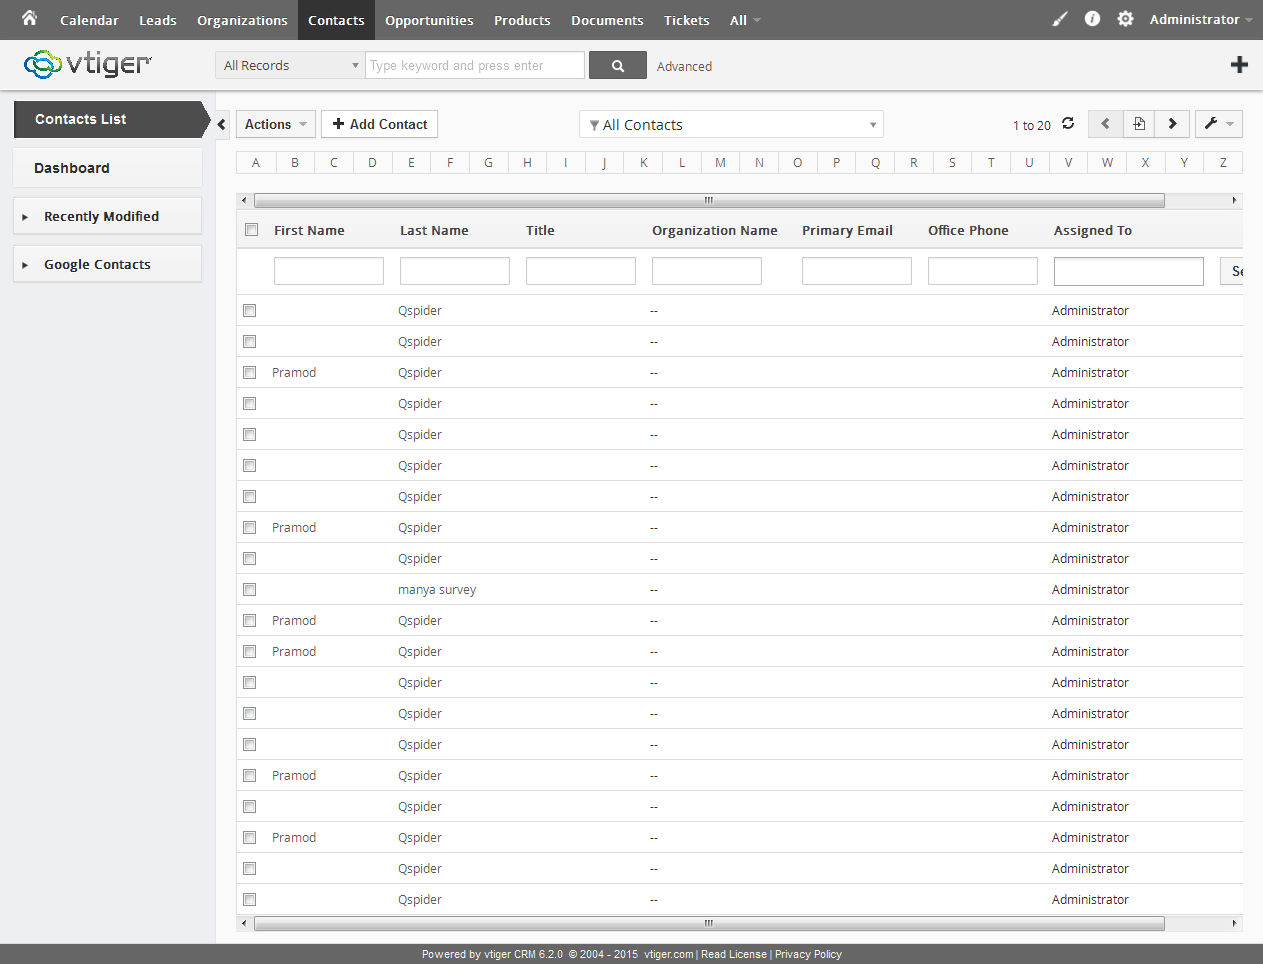 Calendar Leads Organizations Contacts Opportunities Products Documents Tickets All Administrator
vtiger All Records Type keyword and press enter Advanced
Contacts List
Dashboard
Recently Modified
Google Contacts
Actions Add Contact All Contacts 1 to 20
A B C D E F G H I J K L M N O P Q R S T U V W X Y Z
First Name Last Name Title Organization Name Primary Email Office Phone Assigned To
Qspider -- Administrator
Qspider -- Administrator
Pramod Qspider -- Administrator
Qspider -- Administrator
Qspider -- Administrator
Qspider -- Administrator
Qspider -- Administrator
Pramod Qspider -- Administrator
Qspider -- Administrator
manya survey -- Administrator
Pramod Qspider -- Administrator
Pramod Qspider -- Administrator
Qspider -- Administrator
Qspider -- Administrator
Qspider -- Administrator
Pramod Qspider -- Administrator
Qspider -- Administrator
Pramod Qspider -- Administrator
Qspider -- Administrator
Qspider -- Administrator
Powered by vtiger CRM 6.2.0 © 2004 - 2015 vtiger.com | Read License | Privacy Policy